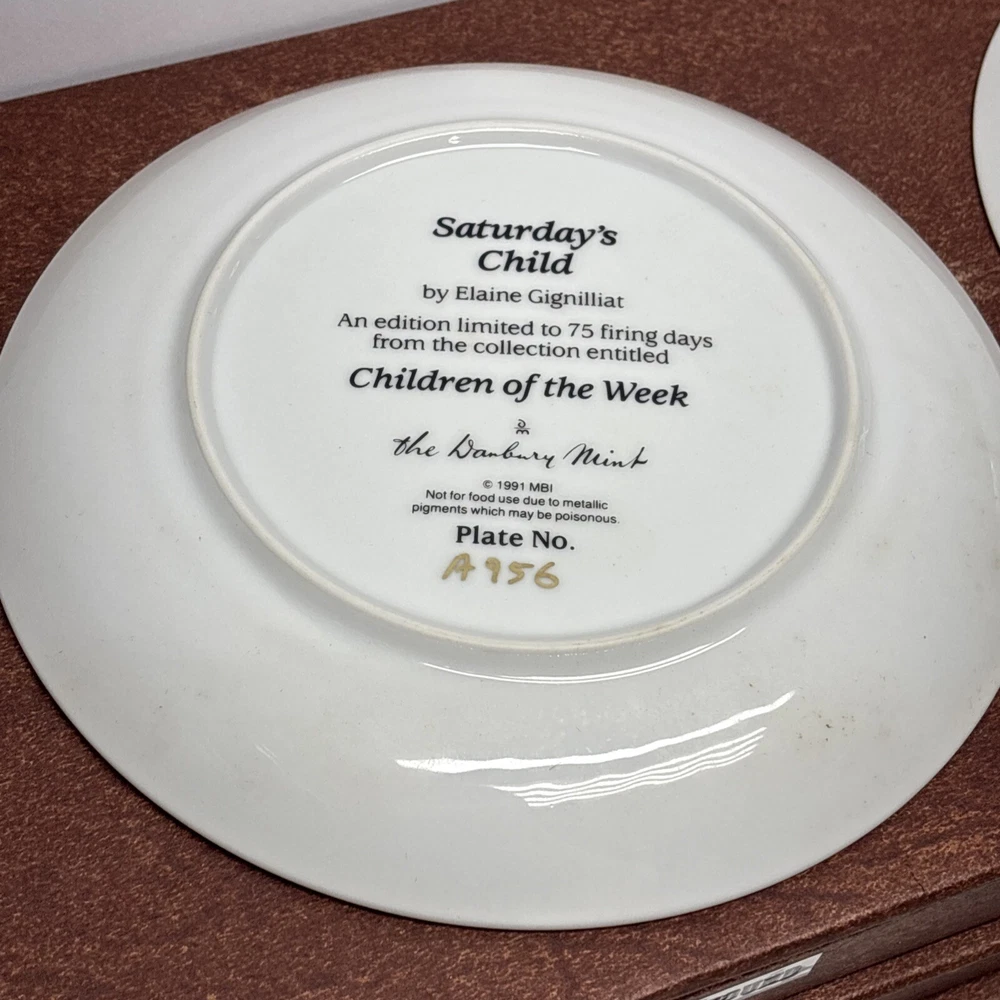 Saturday's
Child
by Elaine Gignilliat
An edition limited to 75 firing days
from the collection entitled
Children of the Week
the Danbury Mint
© 1991 MBI
Not for food use due to metallic
pigments which may be poisonous.
Plate No.
A956